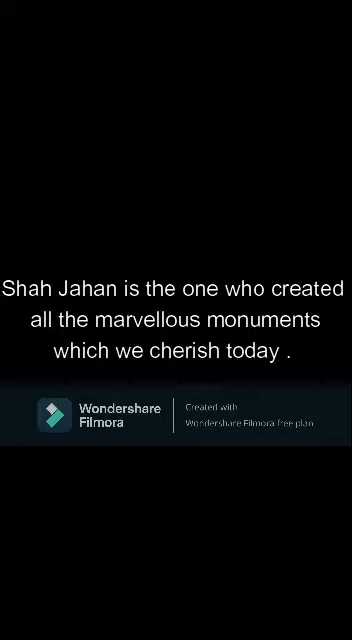 Shah Jahan is the one who created
all the marvellous monuments
which we cherish today .
Wondershare
Filmora
Created with
Wondershare Filmora free plan